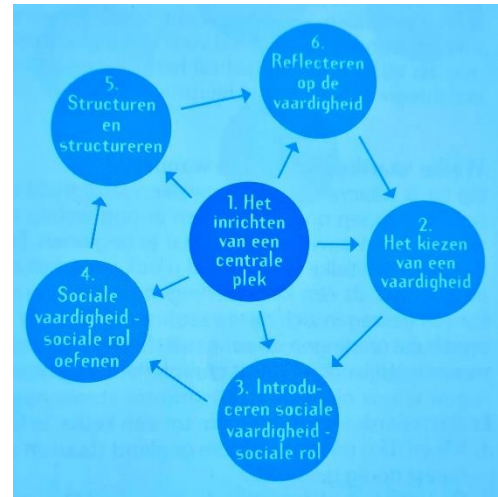 1. Het
inrichten
van een
centrale
plek
2.
Het kiezen
van een
vaardigheid
3. Introdu-
ceren sociale
vaardigheid -
sociale rol
4.
Sociale
vaardigheid -
sociale rol
oefenen
5.
Structuren
en
structureren
6.
Reflecteren
op de
vaardigheid